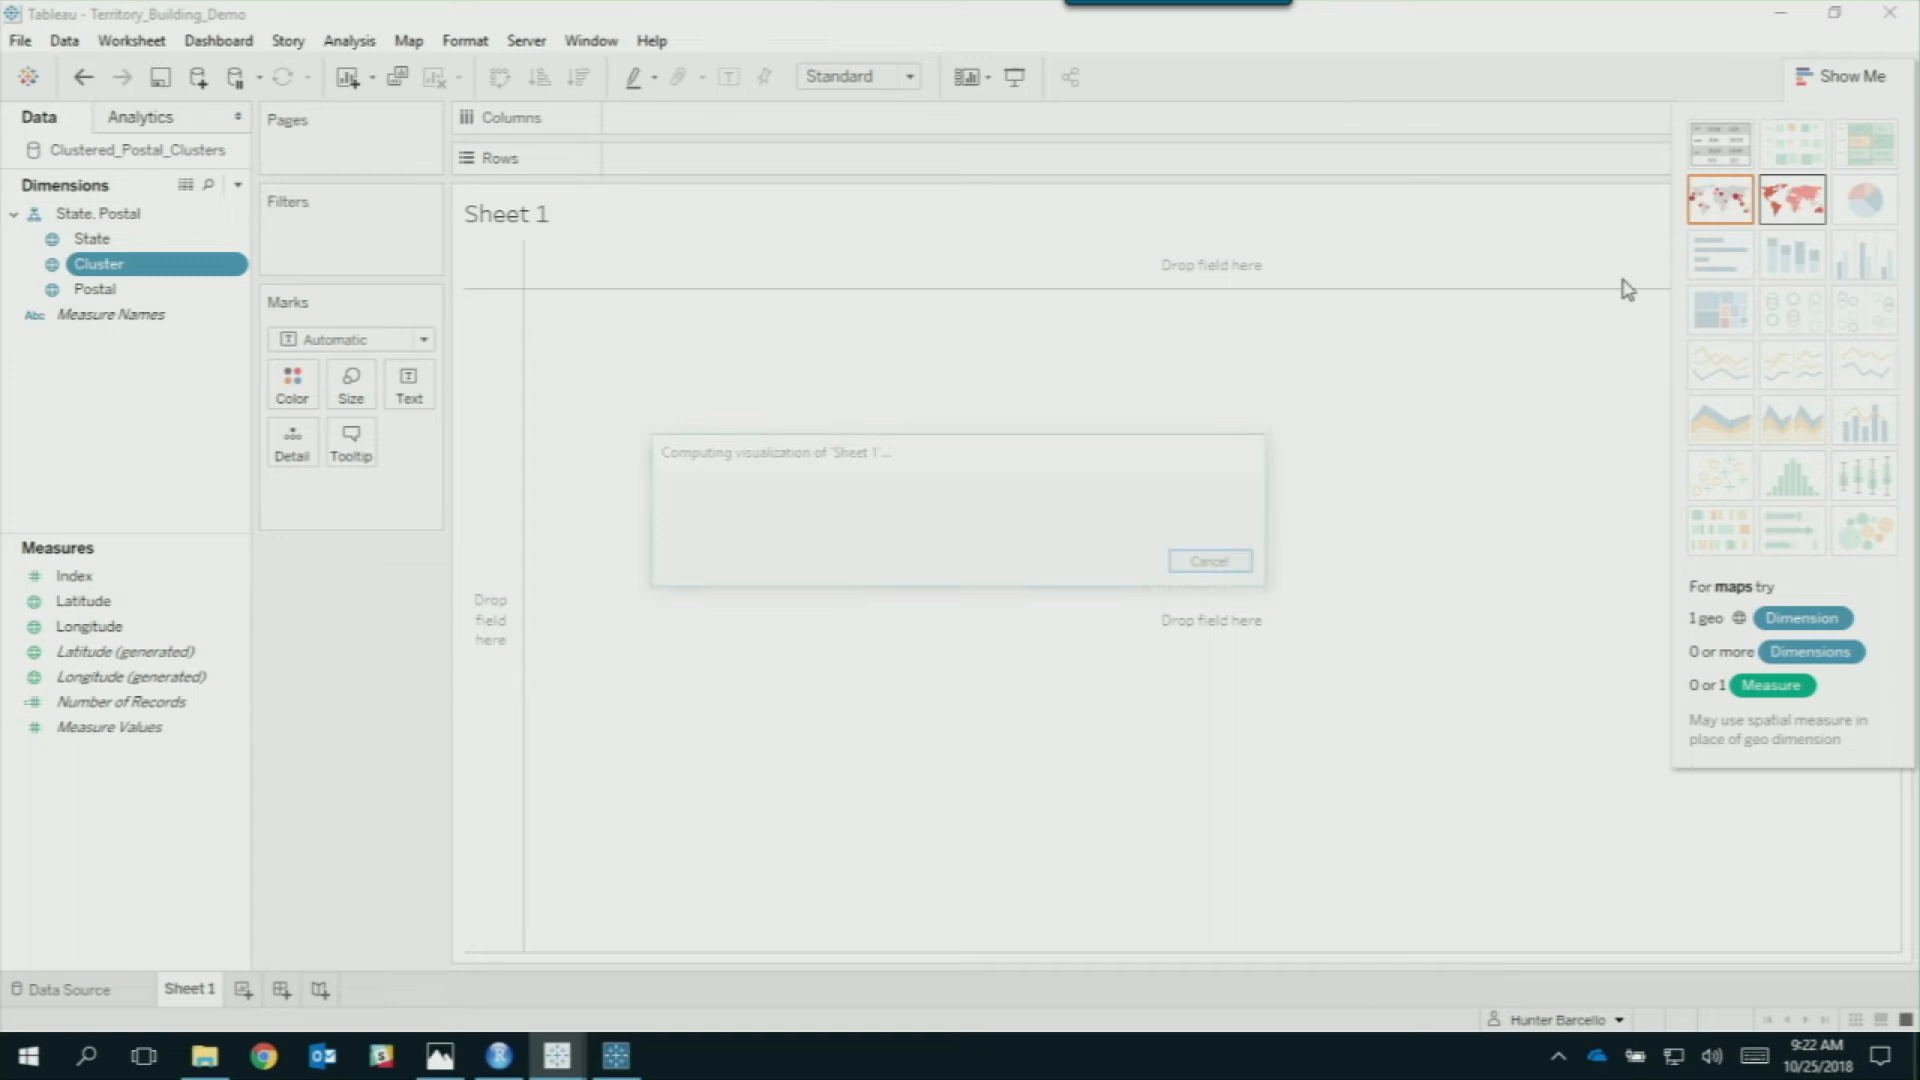 Tableau - Territory_Building_Demo
File Data Worksheet Dashboard Story Analysis Map Format Server Window Help
Standard
Show Me
Data
Analytics
Clustered_Postal_Clusters
Dimensions
State, Postal
State
Cluster
Postal
Abc Measure Names
Measures
Index
Latitude
Longitude
Latitude (generated)
Longitude (generated)
Number of Records
Measure Values
Pages
Filters
Marks
Automatic
Color Size Text
Detail Tooltip
Columns
Rows
Sheet 1
Drop field here
Computing visualization of 'Sheet 1'...
Cancel
Drop
field
here
Drop field here
For maps try
1 geo Dimension
0 or more Dimensions
0 or 1 Measure
May use spatial measure in
place of geo dimension
Data Source
Sheet 1
Hunter Barcello
9:22 AM
10/25/2018